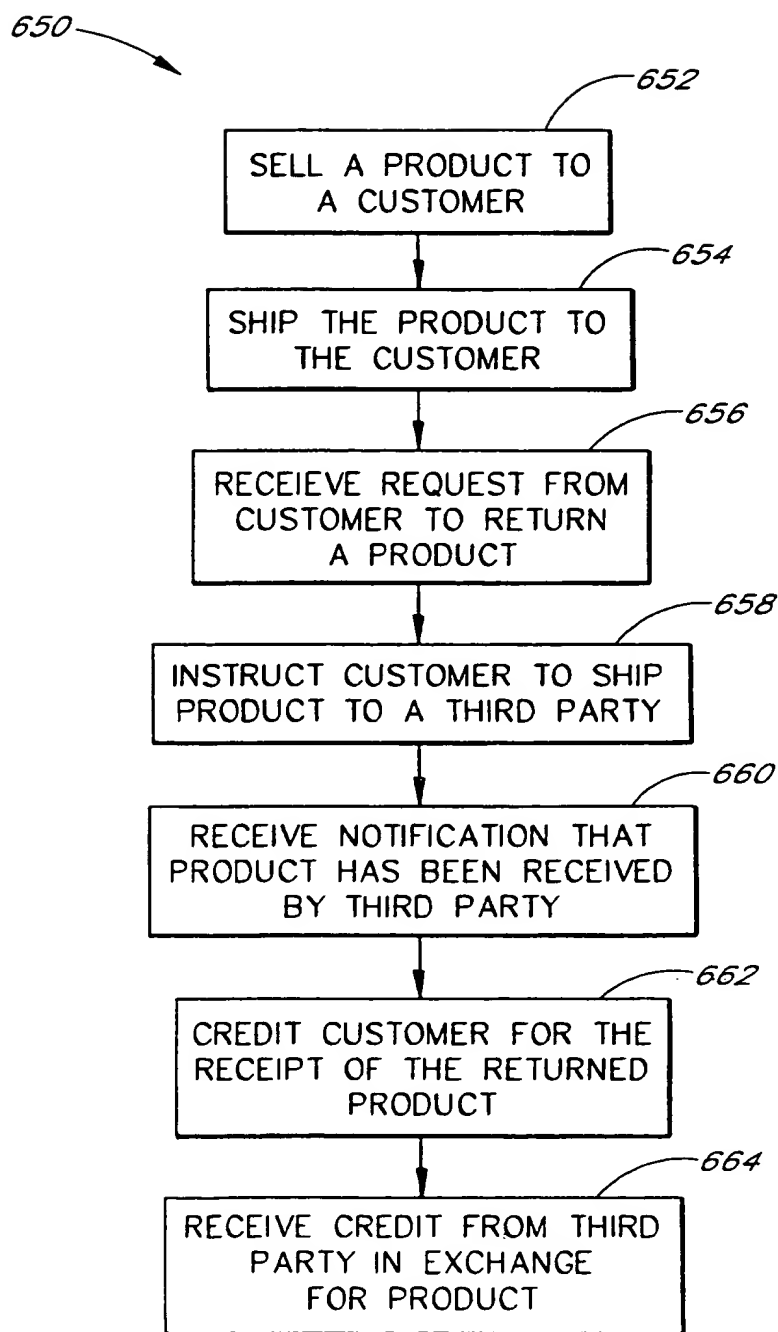 650
652
SELL A PRODUCT TO
A CUSTOMER
654
SHIP THE PRODUCT TO
THE CUSTOMER
656
RECEIEVE REQUEST FROM
CUSTOMER TO RETURN
A PRODUCT
658
INSTRUCT CUSTOMER TO SHIP
PRODUCT TO A THIRD PARTY
660
RECEIVE NOTIFICATION THAT
PRODUCT HAS BEEN RECEIVED
BY THIRD PARTY
662
CREDIT CUSTOMER FOR THE
RECEIPT OF THE RETURNED
PRODUCT
664
RECEIVE CREDIT FROM THIRD
PARTY IN EXCHANGE
FOR PRODUCT